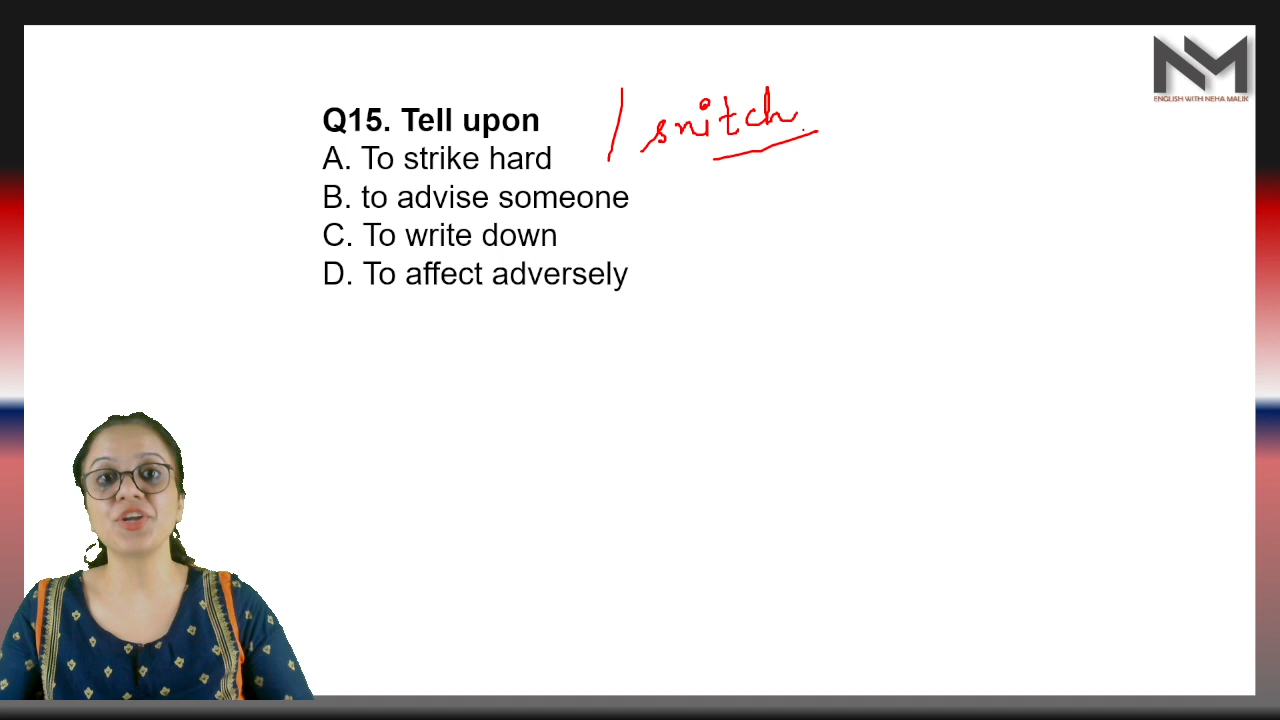 NM
ENGLISH WITH NEHA MALIK
Q15. Tell upon / snitch
A. To strike hard
B. to advise someone
C. To write down
D. To affect adversely